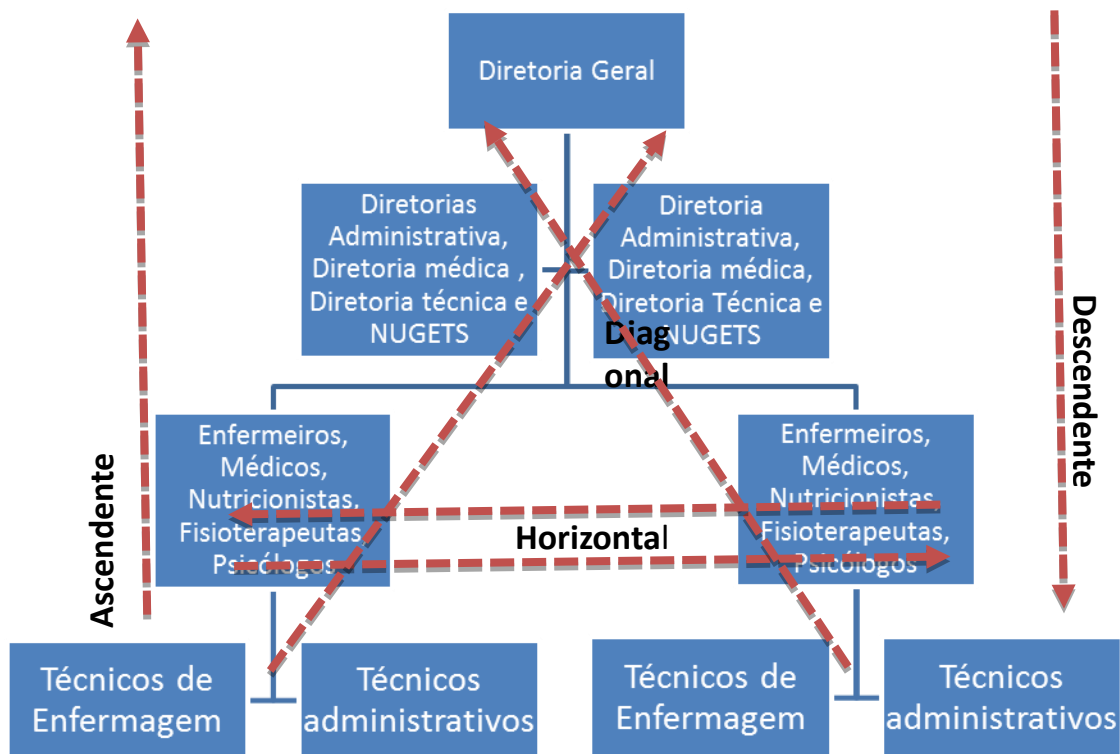 Diretoria Geral
Diretorias
Administrativa,
Diretoria médica ,
Diretoria técnica e
NUGETS
Diretoria
Administrativa,
Diretoria médica,
Diretoria Técnica e
NUGETS
Diag
onal
Ascendente
Descendente
Enfermeiros,
Médicos,
Nutricionistas,
Fisioterapeutas,
Psicólogos
Horizontal
Enfermeiros,
Médicos,
Nutricionistas,
Fisioterapeutas,
Psicólogos
Técnicos de
Enfermagem
Técnicos
administrativos
Técnicos de
Enfermagem
Técnicos
administrativos